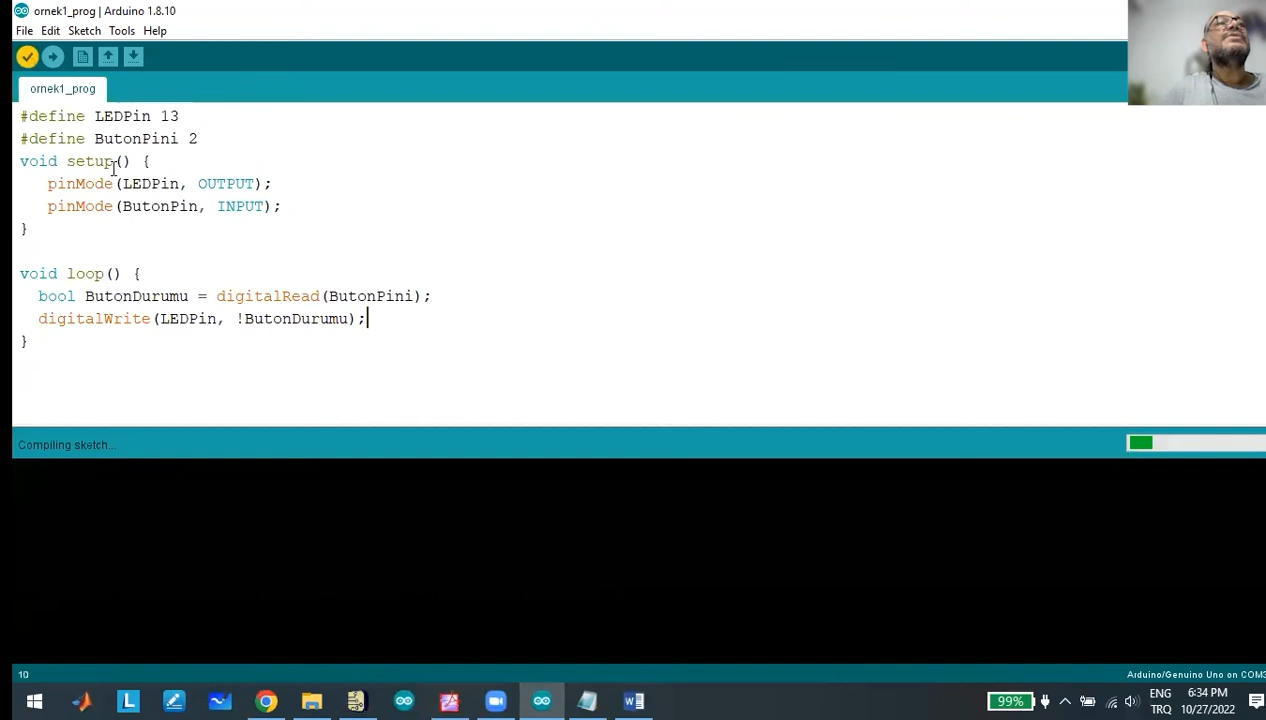 ornek1_prog | Arduino 1.8.10
File Edit Sketch Tools Help
ornek1_prog
#define LEDPin 13
#define ButonPini 2
void setup() {
pinMode(LEDPin, OUTPUT);
pinMode(ButonPin, INPUT);
}
void loop() {
bool ButonDurumu = digitalRead(ButonPini);
digitalWrite(LEDPin, !ButonDurumu);
}
Compiling sketch...
10
Arduino/Genuino Uno on COM3
99%
ENG
TRQ
6:34 PM
10/27/2022